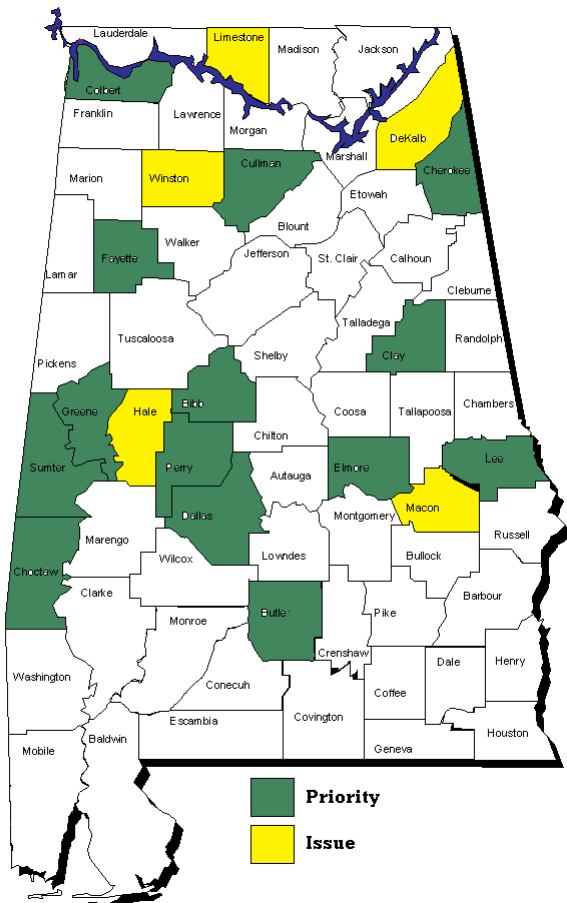 Lauderdale
Limestone
Madison
Jackson
Colbert
Franklin
Lawrence
Morgan
Marshall
DeKalb
Cherokee
Marion
Winston
Cullman
Etowah
Blount
Walker
Fayette
Lamar
Jefferson
St. Clair
Calhoun
Cleburne
Tuscaloosa
Pickens
Shelby
Talladega
Clay
Randolph
Greene
Hale
Bibb
Chilton
Coosa
Tallapoosa
Chambers
Sumter
Perry
Autauga
Elmore
Lee
Dallas
Montgomery
Macon
Russell
Marengo
Wilcox
Lowndes
Bullock
Choctaw
Clarke
Monroe
Butler
Pike
Barbour
Crenshaw
Washington
Conecuh
Coffee
Dale
Henry
Escambia
Covington
Geneva
Houston
Mobile
Baldwin
Priority
Issue